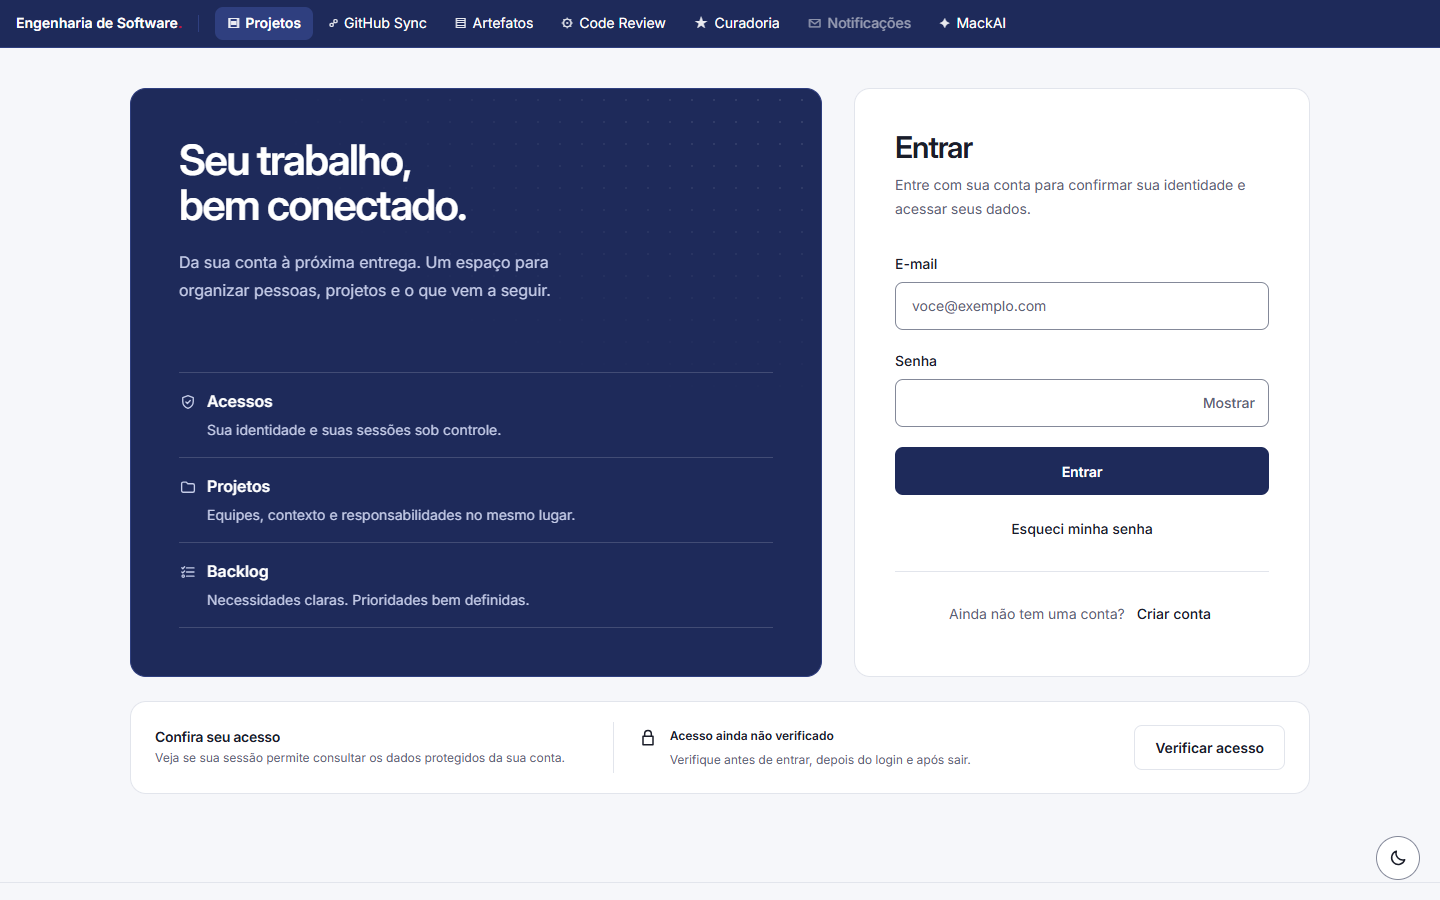 Engenharia de Software
Projetos
GitHub Sync
Artefatos
Code Review
Curadoria
Notificações
MackAI
Seu trabalho,
bem conectado.
Da sua conta à próxima entrega. Um espaço para
organizar pessoas, projetos e o que vem a seguir.
Acessos
Sua identidade e suas sessões sob controle.
Projetos
Equipes, contexto e responsabilidades no mesmo lugar.
Backlog
Necessidades claras. Prioridades bem definidas.
Entrar
Entre com sua conta para confirmar sua identidade e
acessar seus dados.
E-mail
voce@exemplo.com
Senha
Mostrar
Entrar
Esqueci minha senha
Ainda não tem uma conta? Criar conta
Confira seu acesso
Veja se sua sessão permite consultar os dados protegidos da sua conta.
Acesso ainda não verificado
Verifique antes de entrar, depois do login e após sair.
Verificar acesso